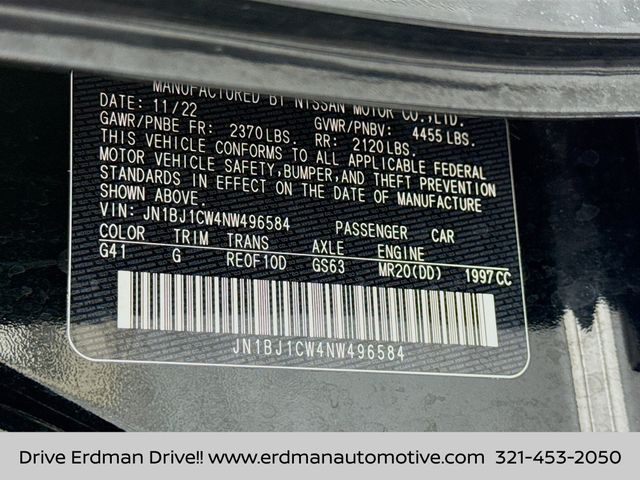 MANUFACTURED BY NISSAN MOTOR CO.,LTD.
DATE: 11/22
GAWR/PNBE FR: 2370LBS. GVWR/PNBV: 4455LBS.
RR: 2120LBS.
THIS VEHICLE CONFORMS TO ALL APPLICABLE FEDERAL
MOTOR VEHICLE SAFETY,BUMPER,AND THEFT PREVENTION
STANDARDS IN EFFECT ON THE DATE OF MANUFACTURE
SHOWN ABOVE.
VIN: JN1BJ1CW4NW496584 PASSENGER CAR
COLOR TRIM TRANS AXLE ENGINE
G41 G RE0F10D GS63 MR20(DD) 1997CC
JN1BJ1CW4NW496584
Drive Erdman Drive!! www.erdmanautomotive.com 321-453-2050